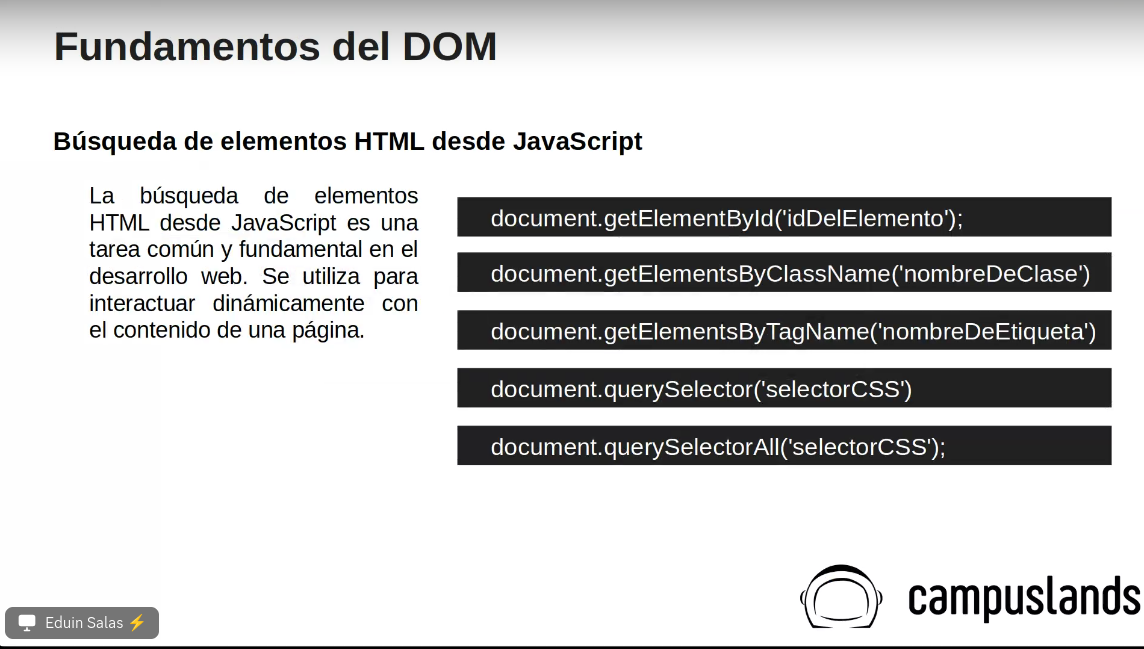 Fundamentos del DOM
Búsqueda de elementos HTML desde JavaScript
La búsqueda de elementos
HTML desde JavaScript es una
tarea común y fundamental en el
desarrollo web. Se utiliza para
interactuar dinámicamente con
el contenido de una página.
document.getElementById('idDelElemento');
document.getElementsByClassName('nombreDeClase')
document.getElementsByTagName('nombreDeEtiqueta')
document.querySelector('selectorCSS')
document.querySelectorAll('selectorCSS');
campuslands
Eduin Salas ⚡